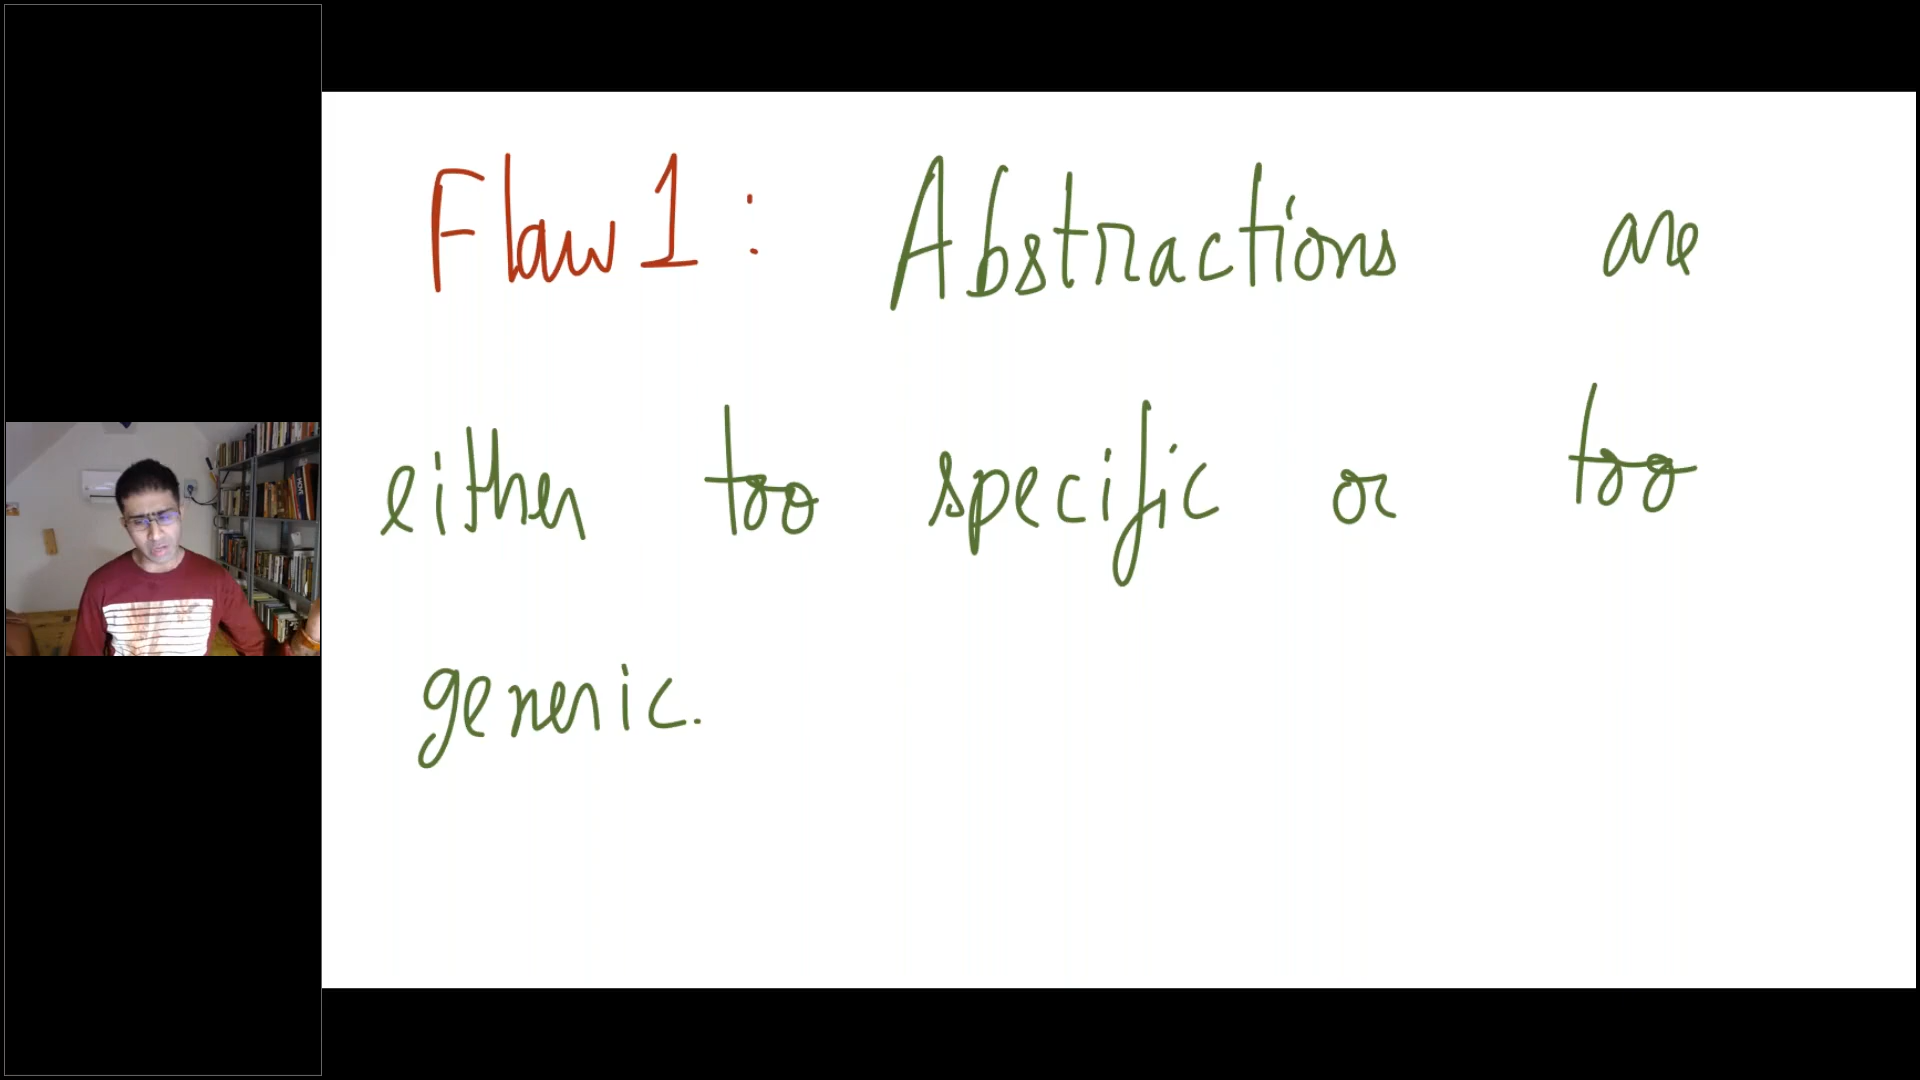 Flaw 1: Abstractions are
either too specific or too
generic.